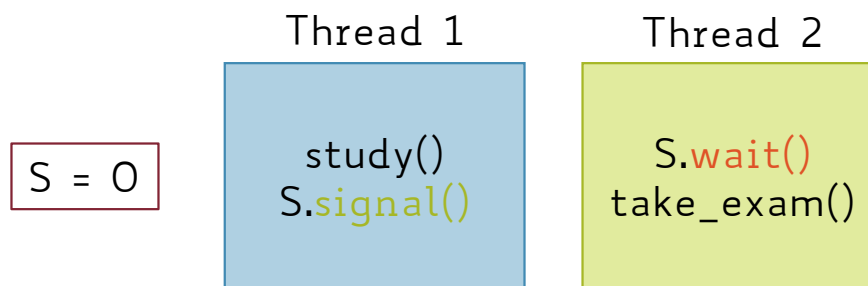 Thread 1
Thread 2
S = 0
study()
S.signal()
S.wait()
take_exam()